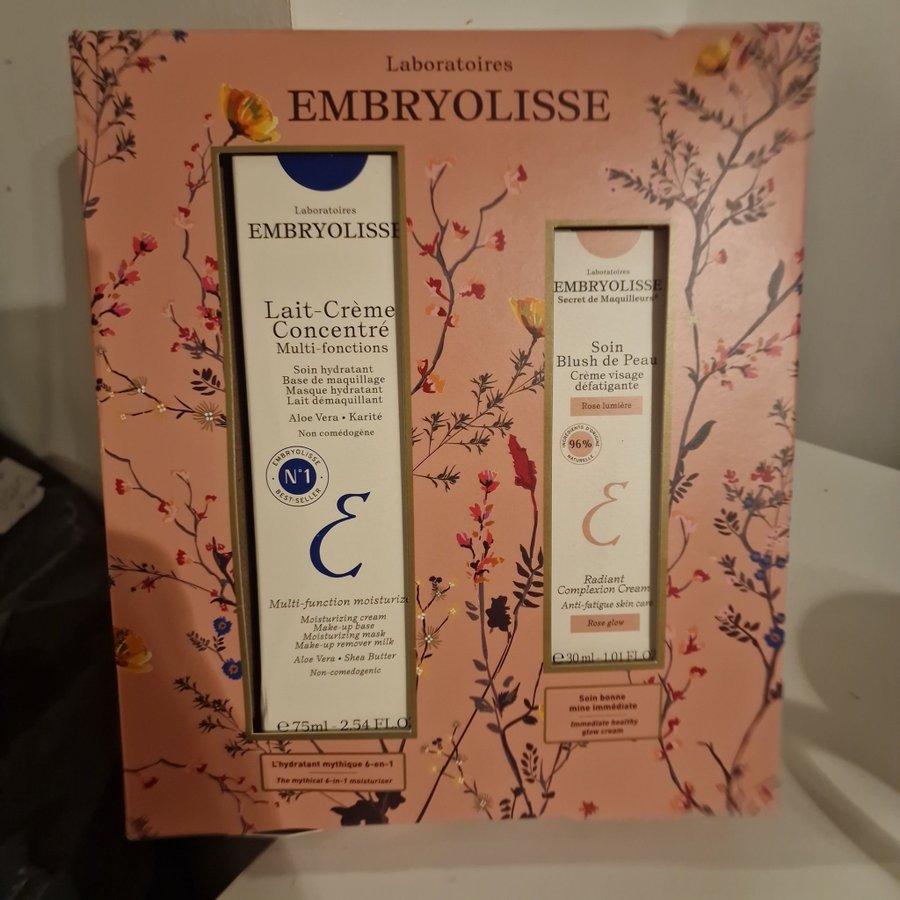 Laboratoires
EMBRYOLISSE
Laboratoires
EMBRYOLISSE
Lait-Crème
Concentré
Multi-fonctions
Soin hydratant
Base de maquillage
Masque hydratant
Lait démaquillant
Aloe Vera • Karité
Non comédogène
EMBRYOLISSE
N°1
BEST-SELLER
Multi-function moisturize
Moisturizing cream
Make-up base
Moisturizing mask
Make-up remover milk
Aloe Vera • Shea Butter
Non-comedogenic
℮ 75ml - 2.54 FL.O
L'hydratant mythique 6-en-1
The mythical 6-in-1 moisturiser
Laboratoires
EMBRYOLISSE
Secret de Maquilleurs
Soin
Blush de Peau
Crème visage
défatigante
Rose lumière
INGRÉDIENTS D'ORIGINE
96%
NATURELLE
Radiant
Complexion Cream
Anti-fatigue skin care
Rose glow
℮ 30 ml - 1.01 FL.O
Soin bonne
mine immédiate
Immediate healthy
glow cream